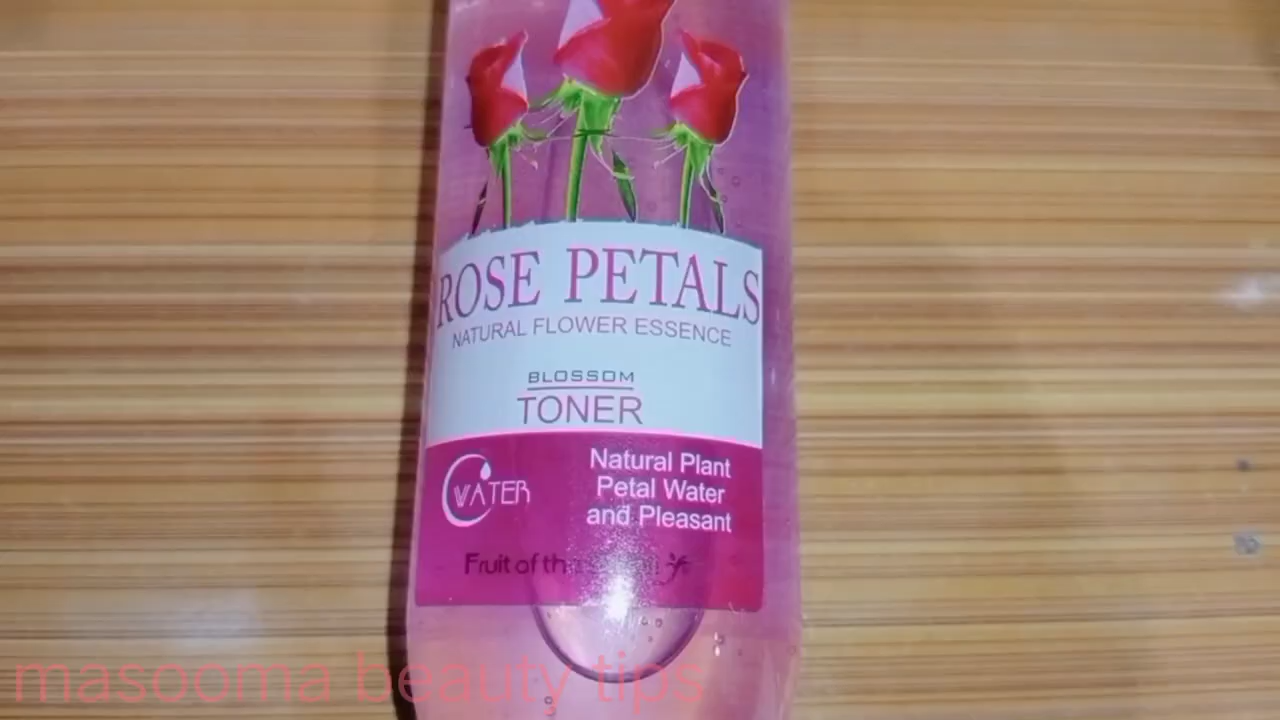 ROSE PETALS
NATURAL FLOWER ESSENCE
BLOSSOM
TONER
WATER
Natural Plant
Petal Water
and Pleasant
Fruit of the
masooma beauty tips